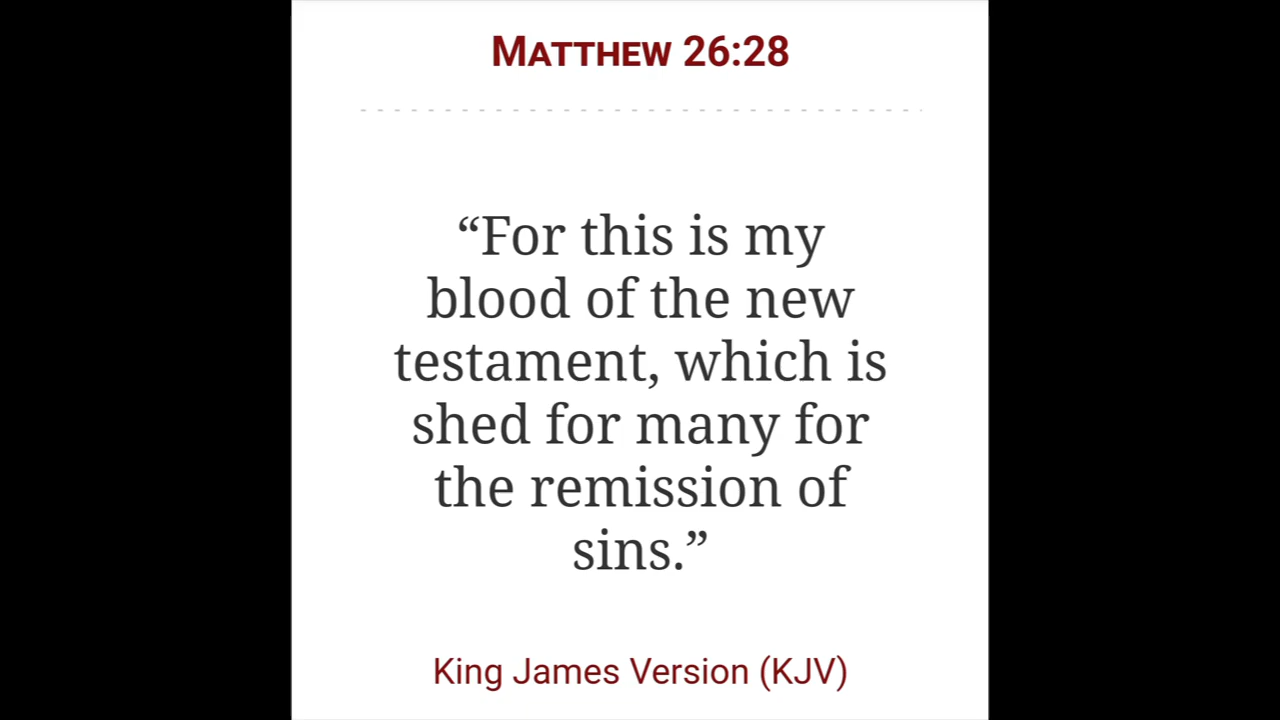 Matthew 26:28
“For this is my
blood of the new
testament, which is
shed for many for
the remission of
sins.”
King James Version (KJV)